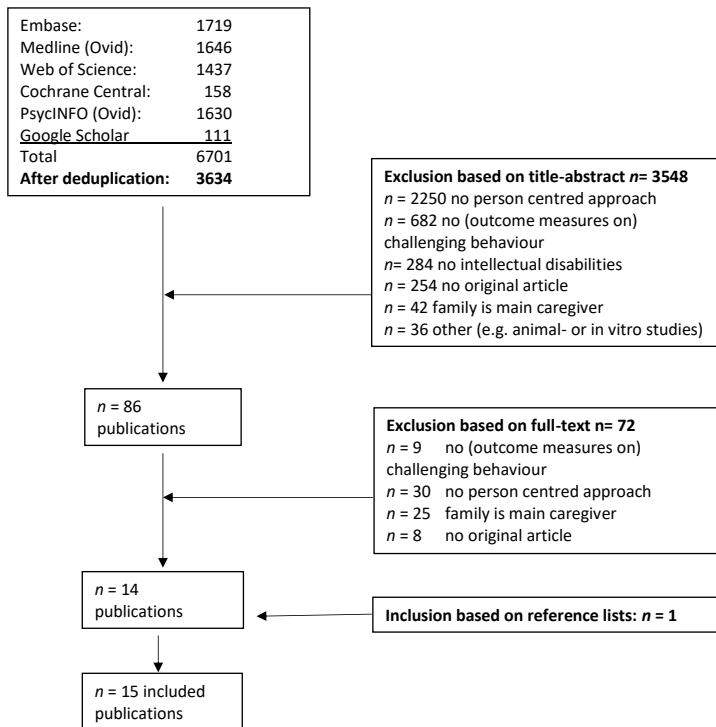 Embase: 1719
Medline (Ovid): 1646
Web of Science: 1437
Cochrane Central: 158
PsycINFO (Ovid): 1630
Google Scholar 111
Total 6701
After deduplication: 3634
Exclusion based on title-abstract n= 3548
n = 2250 no person centred approach
n = 682 no (outcome measures on)
challenging behaviour
n= 284 no intellectual disabilities
n = 254 no original article
n = 42 family is main caregiver
n = 36 other (e.g. animal- or in vitro studies)
n = 86
publications
Exclusion based on full-text n= 72
n = 9 no (outcome measures on)
challenging behaviour
n = 30 no person centred approach
n = 25 family is main caregiver
n = 8 no original article
n = 14
publications
Inclusion based on reference lists: n = 1
n = 15 included
publications